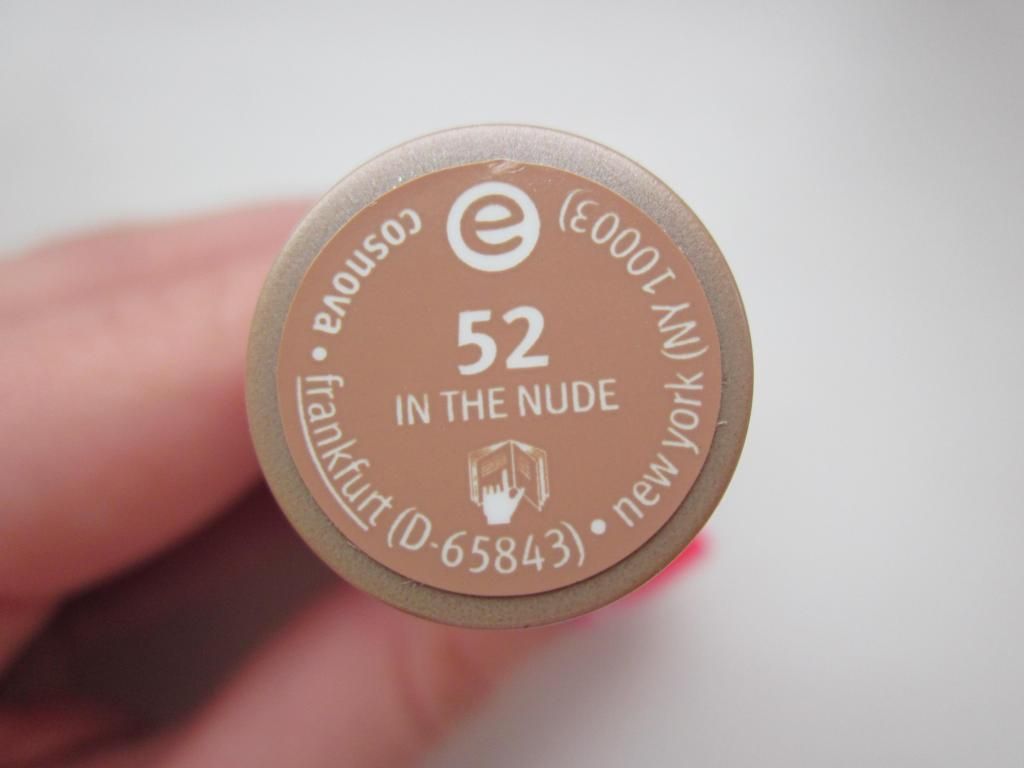 e
52
IN THE NUDE
cosnova • frankfurt (D-65843) • new york (NY 10003)